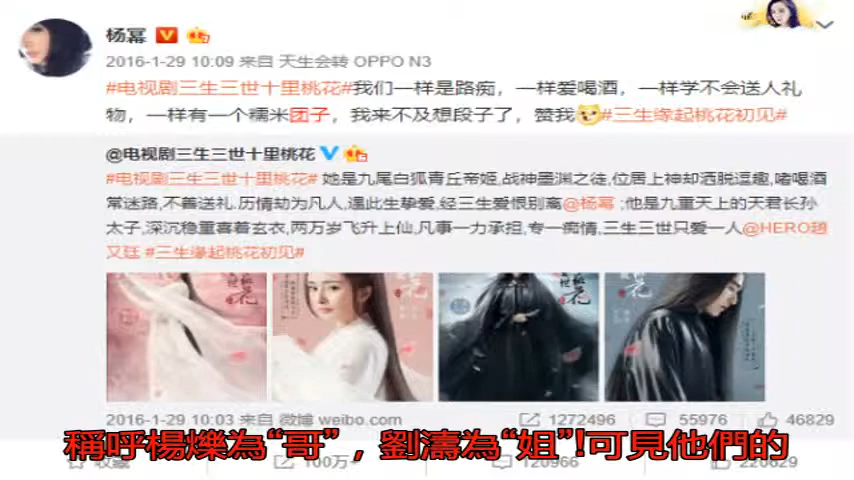 杨幂
2016-1-29 10:09 来自 天生会转 OPPO N3
#电视剧三生三世十里桃花#我们一样是路痴，一样爱喝酒，一样学不会送人礼
物，一样有一个糯米团子，我来不及想段子了，赞我 #三生缘起桃花初见#
@电视剧三生三世十里桃花
#电视剧三生三世十里桃花# 她是九尾白狐青丘帝姬,战神墨渊之徒,位居上神却洒脱逗趣,嗜喝酒
常迷路,不善送礼.历情劫为凡人,遇此生挚爱,经三生爱恨别离@杨幂 ;他是九重天上的天君长孙
太子,深沉稳重喜着玄衣,两万岁飞升上仙,凡事一力承担,专一痴情,三生三世只爱一人@HERO趙
又廷 #三生缘起桃花初见#
2016-1-29 10:03 来自 微博 weibo.com
1272496 55976 46829
稱呼楊爍為“哥”，劉濤為“姐”!可見他們的
收藏 100万+ 120966 220629